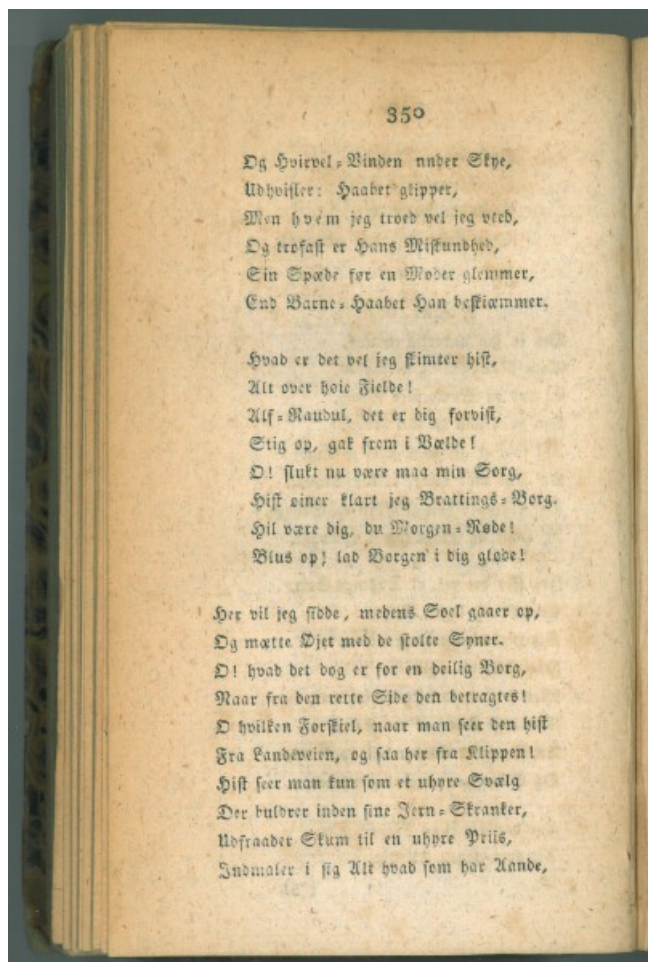 350
Og Hvirvel-Vinden nnder Skye,
Udhvisler: Haabet glipper,
Men hvem jeg troed vel jeg veed,
Og trofast er Hans Miskundhed,
Sin Spæde før en Moder glemmer,
End Barne-Haabet Han beskiæmmer.
Hvad er det vel jeg skimter hist,
Alt over høie Fielde!
Alf-Raudul, det er dig forvist,
Stig op, gak frem i Vælde!
O! slukt nu være maa min Sorg,
Hist øiner klart jeg Brattings-Borg.
Hil være dig, du Morgen-Røde!
Blus op! lad Borgen i dig gløde!
Her vil jeg sidde, medens Soel gaaer op,
Og mætte Øjet med de stolte Syner.
O! hvad det dog er for en deilig Borg,
Naar fra den rette Side den betragtes!
O hvilken Forskiel, naar man seer den hist
Fra Landeveien, og saa her fra Klippen!
Hist seer man kun som et uhyre Svælg
Der buldrer inden sine Jern-Skranker,
Udfraader Skum til en uhyre Priis,
Indmaler i sig Alt hvad som har Aande,